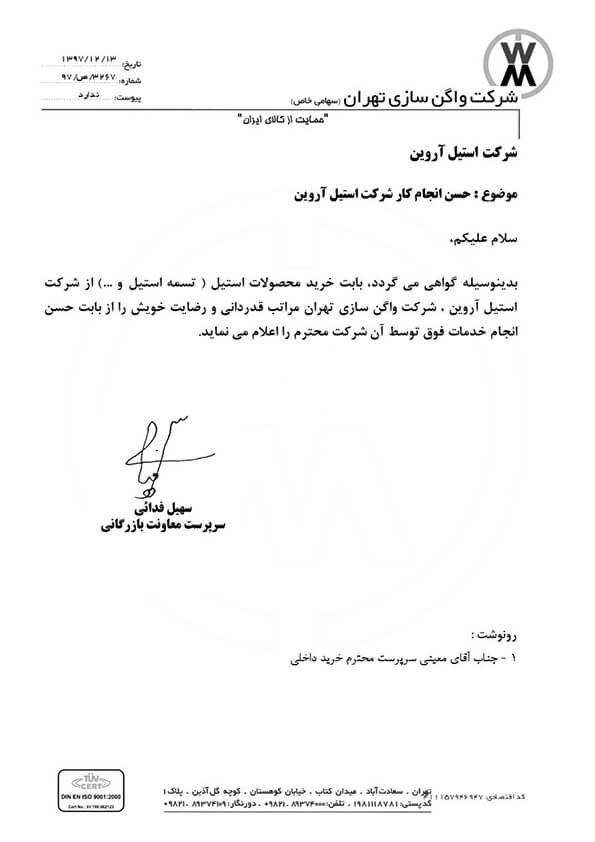 WM
شرکت واگن سازی تهران (سهامی خاص)
تاریخ: ۱۳۹۷/۱۲/۱۳
شماره: ۳۲۶۷/ص/۹۷
پیوست: ندارد
"حمایت از کالای ایران"
شرکت استیل آروین
موضوع : حسن انجام کار شرکت استیل آروین
سلام علیکم،
بدینوسیله گواهی می گردد، بابت خرید محصولات استیل ( تسمه استیل و ...) از شرکت
استیل آروین ، شرکت واگن سازی تهران مراتب قدردانی و رضایت خویش را از بابت حسن
انجام خدمات فوق توسط آن شرکت محترم را اعلام می نماید.
سهیل فدائی
سرپرست معاونت بازرگانی
رونوشت :
۱ - جناب آقای معینی سرپرست محترم خرید داخلی
تهران . سعادت آباد . میدان کتاب . خیابان کوهستان . کوچه گل آذین . پلاک ۱
کدپستی: ۱۹۸۱۱۱۸۷۸۱ . تلفن: ۸۹۳۷۴۰۰۰ ۰۹۸۲۱ . دورنگار: ۸۹۳۷۴۱۰۹ ۰۹۸۲۱
کد اقتصادی: ۴۱۱۱۵۷۹۴۶۹۴۷
TÜV
CERT
DIN EN ISO 9001:2000